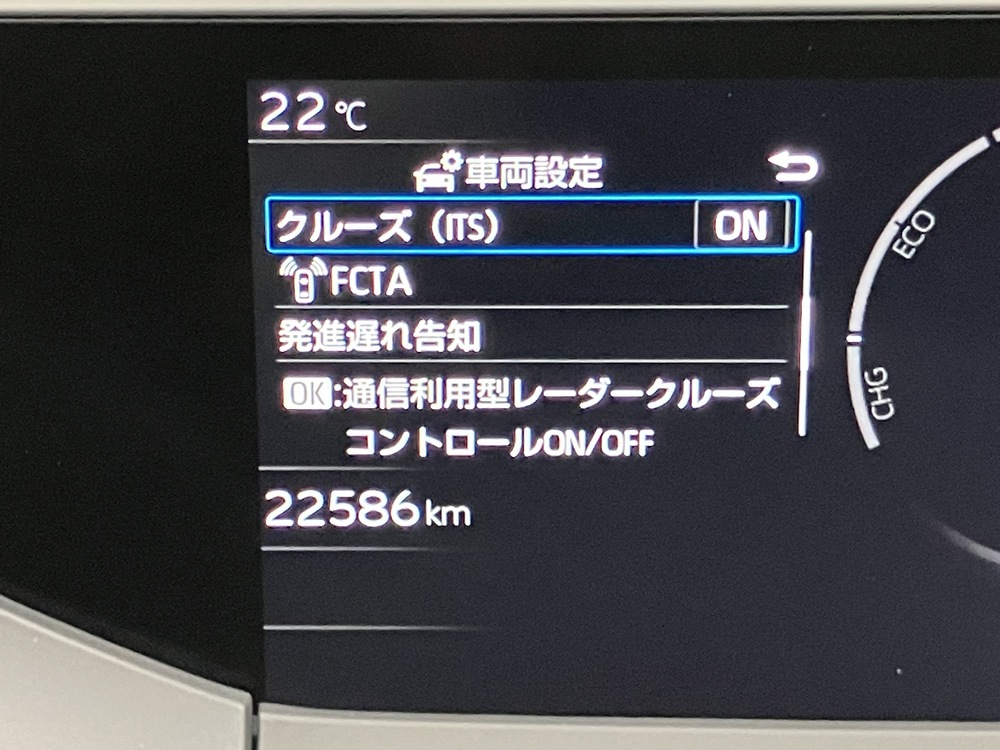 22℃
車両設定
クルーズ（ITS） ON
FCTA
発進遅れ告知
OK:通信利用型レーダークルーズ
コントロールON/OFF
22586km
ECO
CHG